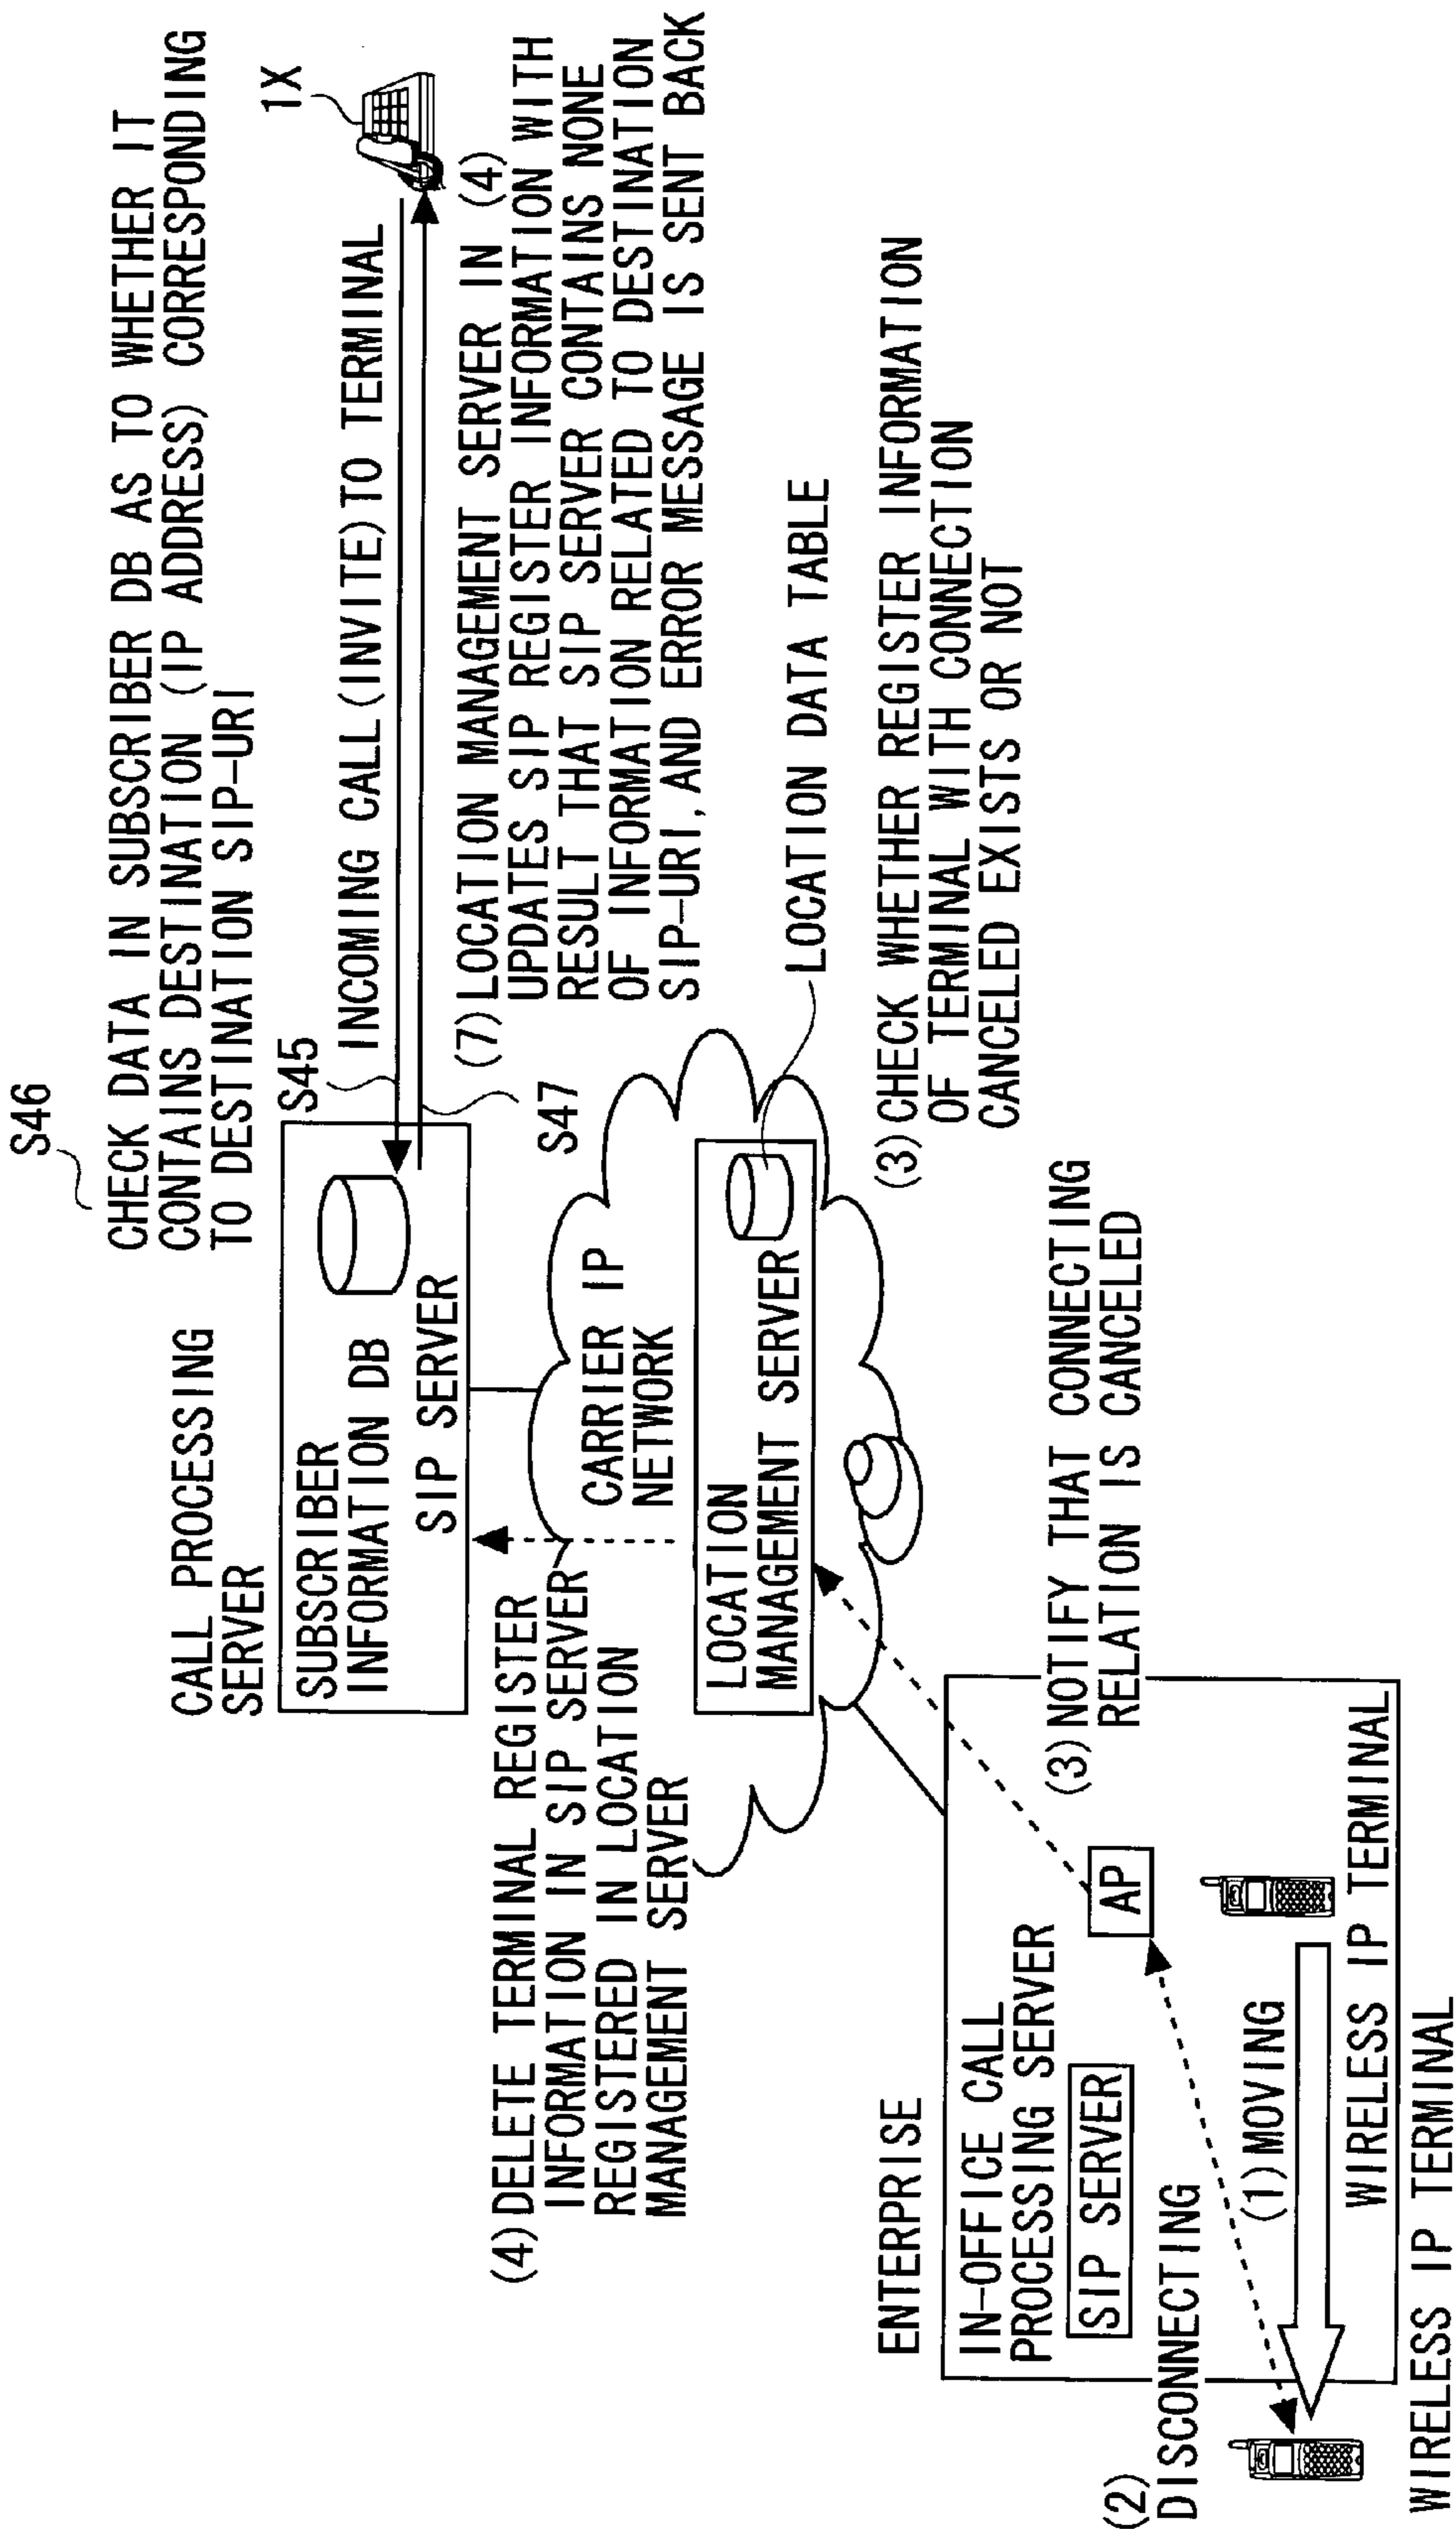 S46
CHECK DATA IN SUBSCRIBER DB AS TO WHETHER IT
CONTAINS DESTINATION (IP ADDRESS) CORRESPONDING
TO DESTINATION SIP-URI
CALL PROCESSING
SERVER
SUBSCRIBER
INFORMATION DB
SIP SERVER
S45
INCOMING CALL(INVITE)TO TERMINAL
1X
S47
(7)LOCATION MANAGEMENT SERVER IN (4)
UPDATES SIP REGISTER INFORMATION WITH
RESULT THAT SIP SERVER CONTAINS NONE
OF INFORMATION RELATED TO DESTINATION
SIP-URI,AND ERROR MESSAGE IS SENT BACK
(4)DELETE TERMINAL REGISTER
INFORMATION IN SIP SERVER
REGISTERED IN LOCATION
MANAGEMENT SERVER
CARRIER IP
NETWORK
LOCATION
MANAGEMENT SERVER
LOCATION DATA TABLE
(3)CHECK WHETHER REGISTER INFORMATION
OF TERMINAL WITH CONNECTION
CANCELED EXISTS OR NOT
ENTERPRISE
IN-OFFICE CALL
PROCESSING SERVER
SIP SERVER
AP
(3)NOTIFY THAT CONNECTING
RELATION IS CANCELED
(2)
DISCONNECTING
(1)MOVING
WIRELESS IP TERMINAL
WIRELESS IP TERMINAL